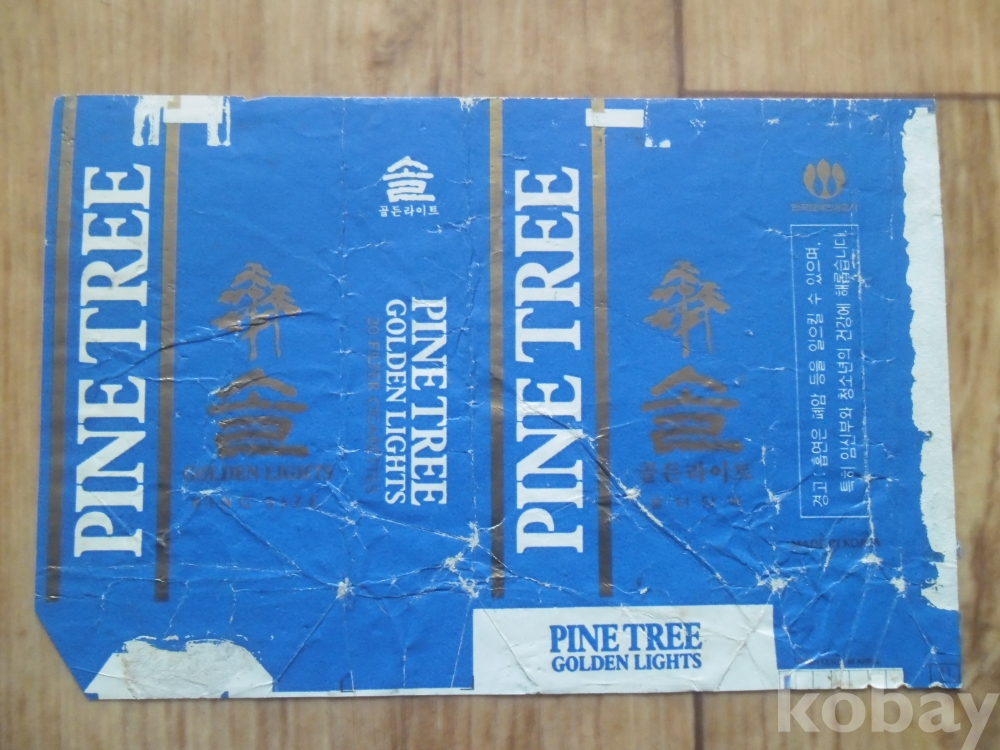 PINE TREE
솔
GOLDEN LIGHTS
솔
골든라이트
PINE TREE
GOLDEN LIGHTS
PINE TREE
솔
골든라이트
경고: 흡연은 폐암 등을 일으킬 수 있으며,
특히 임신부와 청소년의 건강에 해롭습니다.
MADE IN KOREA
PINE TREE
GOLDEN LIGHTS
kobay